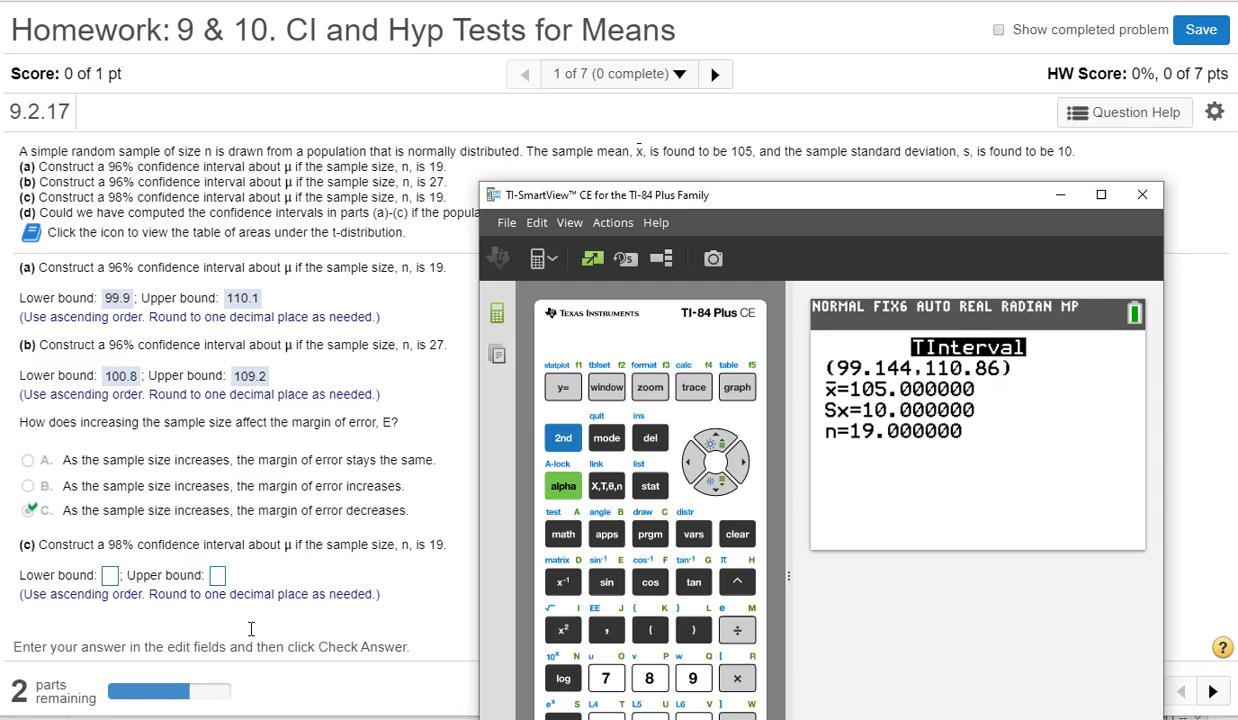 Homework: 9 & 10. CI and Hyp Tests for Means
Show completed problem
Save
Score: 0 of 1 pt
1 of 7 (0 complete)
HW Score: 0%, 0 of 7 pts
9.2.17
Question Help
A simple random sample of size n is drawn from a population that is normally distributed. The sample mean, x̄, is found to be 105, and the sample standard deviation, s, is found to be 10.
(a) Construct a 96% confidence interval about μ if the sample size, n, is 19.
(b) Construct a 96% confidence interval about μ if the sample size, n, is 27.
(c) Construct a 98% confidence interval about μ if the sample size, n, is 19.
(d) Could we have computed the confidence intervals in parts (a)-(c) if the popula
Click the icon to view the table of areas under the t-distribution.
(a) Construct a 96% confidence interval about μ if the sample size, n, is 19.
Lower bound: 99.9 ; Upper bound: 110.1
(Use ascending order. Round to one decimal place as needed.)
(b) Construct a 96% confidence interval about μ if the sample size, n, is 27.
Lower bound: 100.8 ; Upper bound: 109.2
(Use ascending order. Round to one decimal place as needed.)
How does increasing the sample size affect the margin of error, E?
A. As the sample size increases, the margin of error stays the same.
B. As the sample size increases, the margin of error increases.
C. As the sample size increases, the margin of error decreases.
(c) Construct a 98% confidence interval about μ if the sample size, n, is 19.
Lower bound: ; Upper bound:
(Use ascending order. Round to one decimal place as needed.)
Enter your answer in the edit fields and then click Check Answer.
?
2 parts remaining
TI-SmartView™ CE for the TI-84 Plus Family
File Edit View Actions Help
TEXAS INSTRUMENTS TI-84 Plus CE
statplot f1 tblset f2 format f3 calc f4 table f5
y= window zoom trace graph
quit ins
2nd mode del
A-lock link list
alpha X,T,θ,n stat
test A angle B draw C distr
math apps prgm vars clear
matrix D sin⁻¹ E cos⁻¹ F tan⁻¹ G π H
x⁻¹ sin cos tan ^
√ I EE J { K } L e M
x² , ( ) ÷
10ˣ N u O v P w Q [ R
log 7 8 9 ×
eˣ S L4 T L5 U L6 V ] W
NORMAL FIX6 AUTO REAL RADIAN MP
TInterval
(99.144,110.86)
x̄=105.000000
Sx=10.000000
n=19.000000